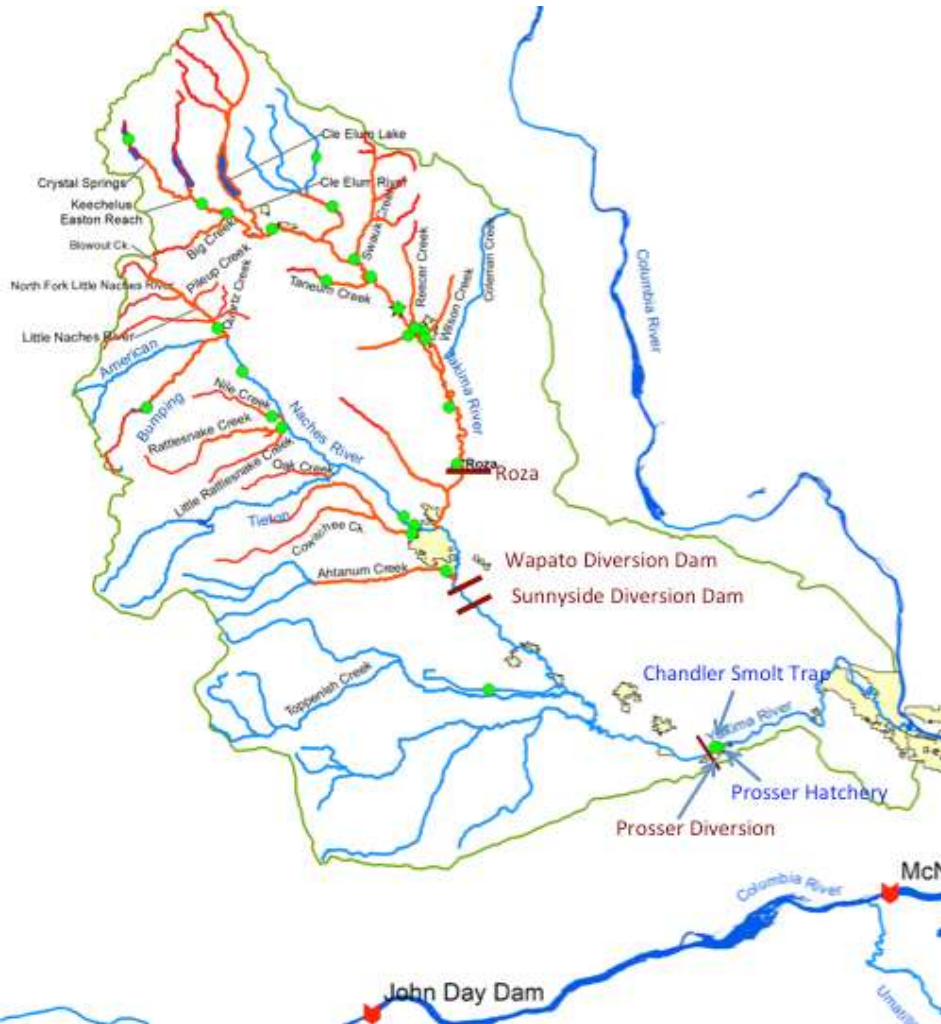 Cle Elum Lake
Crystal Springs
Cle Elum River
Keechelus
Easton Reach
Big Creek
Swauk Creek
Blowout Ck.
Pileup Creek
North Fork Little Naches River
Quartz Creek
Taneum Creek
Reecer Creek
Wilson Creek
Coleman Creek
Columbia River
Little Naches River
American
Yakima River
Bumping
Nile Creek
Naches River
Rattlesnake Creek
Little Rattlesnake Creek
Oak Creek
Roza
Roza
Tieton
Cowichee Ck.
Ahtanum Creek
Wapato Diversion Dam
Sunnyside Diversion Dam
Toppenish Creek
Chandler Smolt Trap
Yakima River
Prosser Hatchery
Prosser Diversion
Columbia River
McN
John Day Dam
Umatil